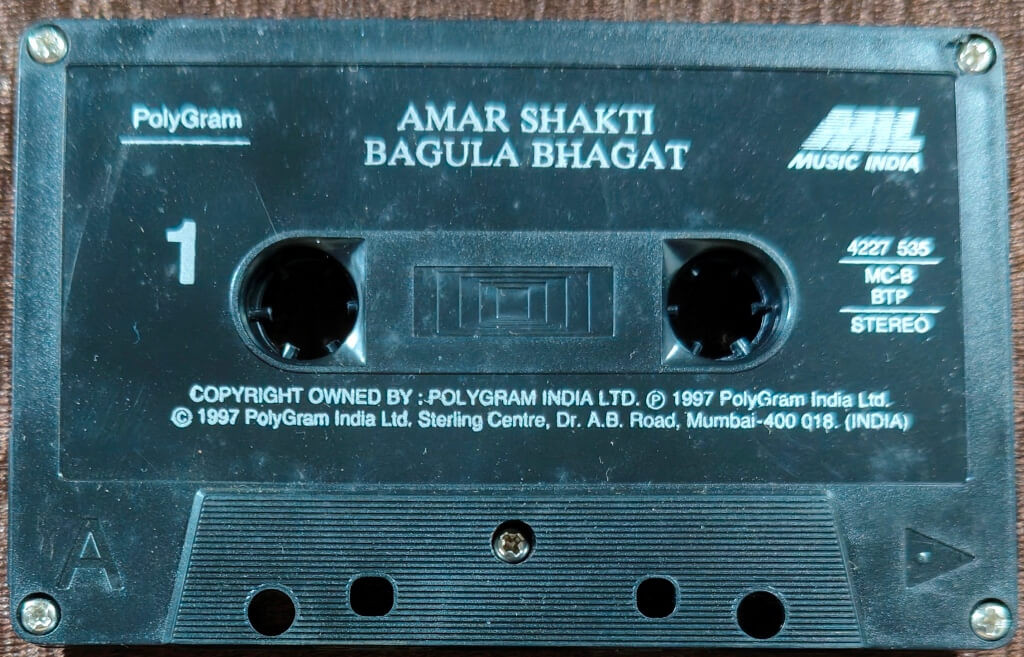 PolyGram
AMAR SHAKTI
BAGULA BHAGAT
MIL
MUSIC INDIA
1
4227 535
MC-B
BTP
STEREO
COPYRIGHT OWNED BY :-POLYGRAM INDIA LTD. ℗ 1997 PolyGram India Ltd.
© 1997 PolyGram India Ltd. Sterling Centre, Dr. A.B. Road, Mumbai-400 018. (INDIA)
A